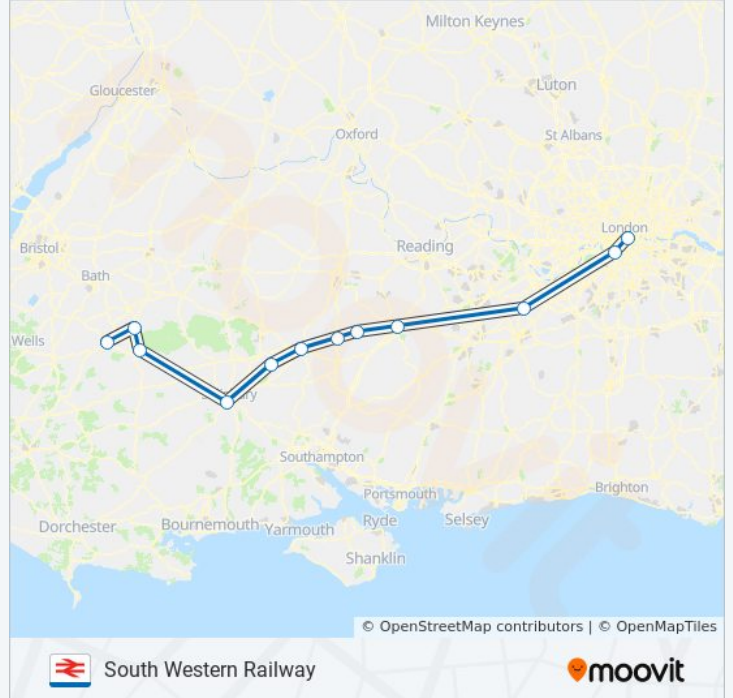 Milton Keynes
Gloucester
Luton
Oxford
St Albans
London
Bristol
Reading
Bath
Wells
Southampton
Portsmouth
Brighton
Dorchester
Bournemouth
Yarmouth
Ryde
Selsey
Shanklin
© OpenStreetMap contributors | © OpenMapTiles
South Western Railway
moovit